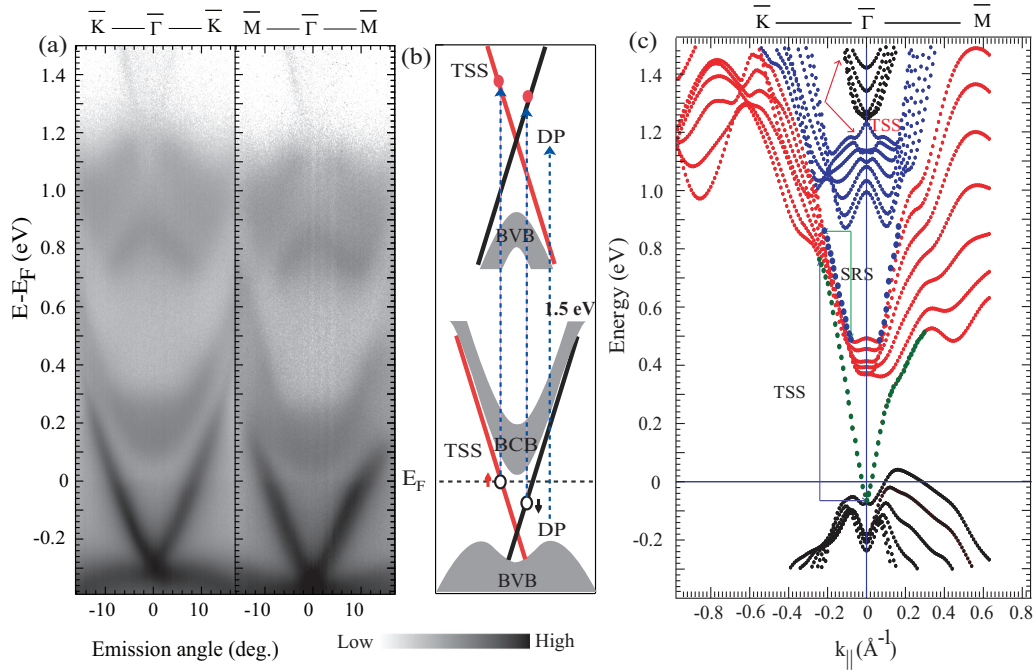 K̅ — Γ̅ — K̅ M̅ — Γ̅ — M̅
(a)
E-E_F (eV)
1.4
1.2
1.0
0.8
0.6
0.4
0.2
0
-0.2
-10 0 10 -10 0 10
Emission angle (deg.)
Low High
(b)
TSS
DP
BVB
1.5 eV
TSS
BCB
E_F
DP
BVB
K̅ — Γ̅ — M̅
(c)
Energy (eV)
1.4
1.2
1.0
0.8
0.6
0.4
0.2
0
-0.2
TSS
SRS
TSS
-0.8 -0.6 -0.4 -0.2 0 0.2 0.4 0.6 0.8
k_|| (Å^-1)